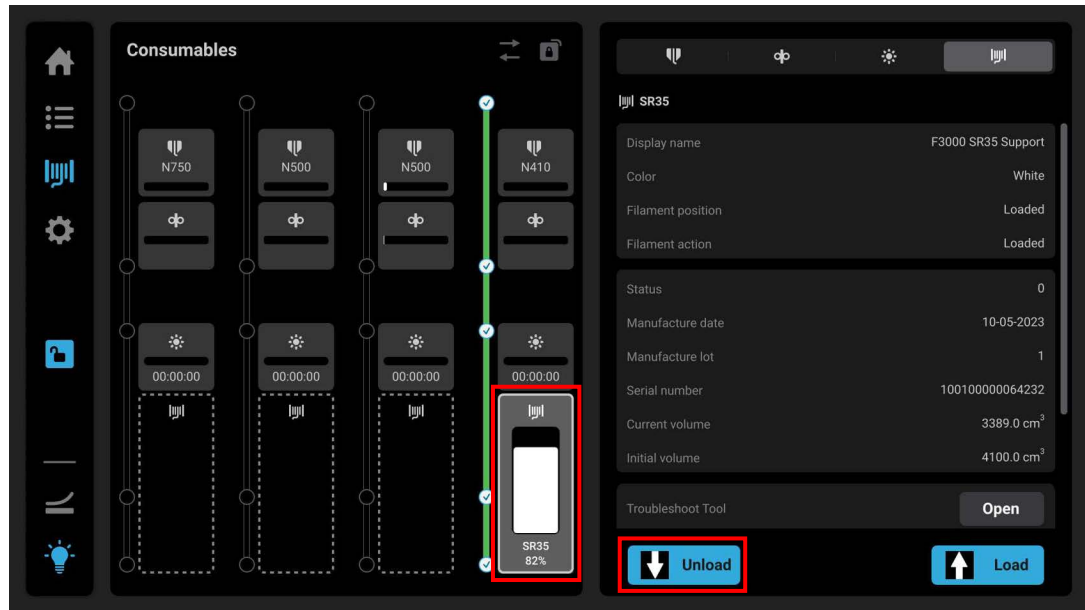 Consumables
N750
N500
N500
N410
00:00:00
00:00:00
00:00:00
00:00:00
SR35
82%
SR35
Display name F3000 SR35 Support
Color White
Filament position Loaded
Filament action Loaded
Status 0
Manufacture date 10-05-2023
Manufacture lot 1
Serial number 100100000064232
Current volume 3389.0 cm³
Initial volume 4100.0 cm³
Troubleshoot Tool Open
Unload
Load